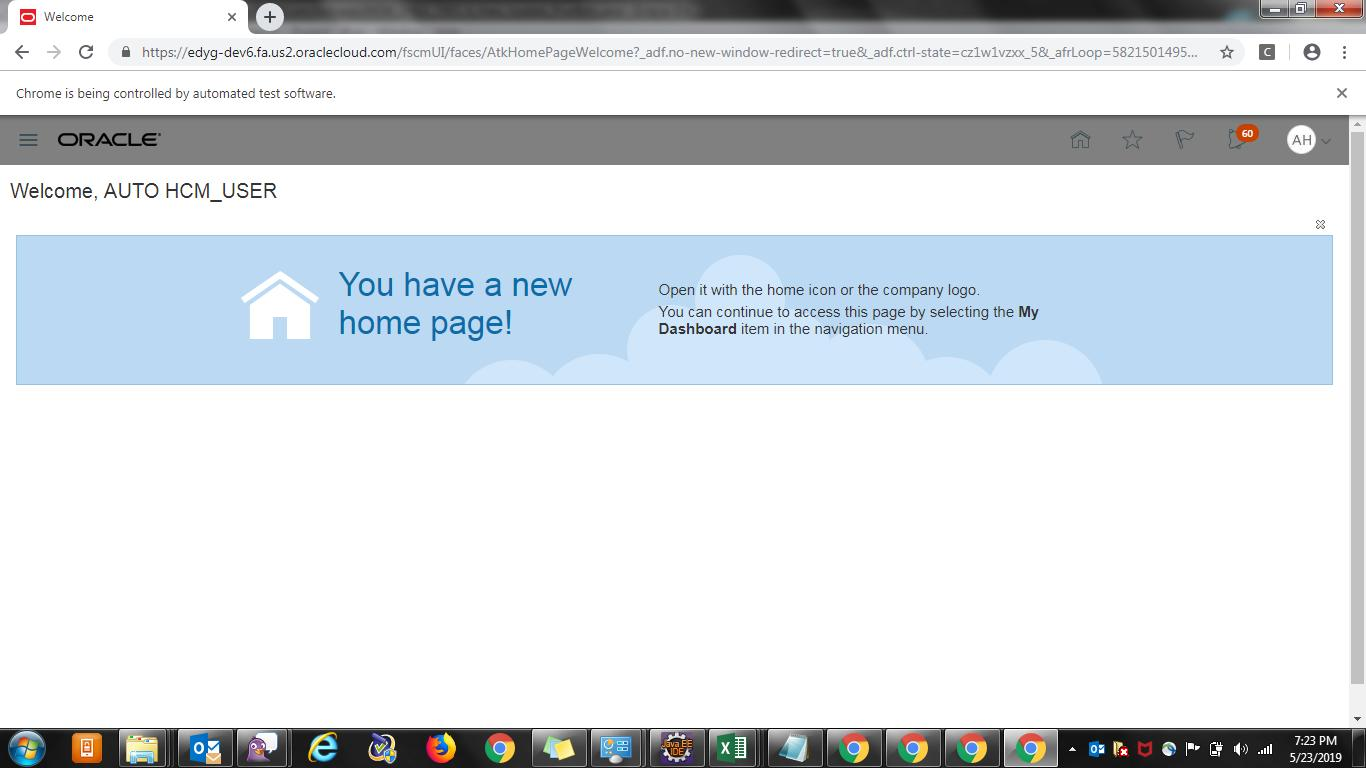 Welcome
https://edyg-dev6.fa.us2.oraclecloud.com/fscmUI/faces/AtkHomePageWelcome?_adf.no-new-window-redirect=true&_adf.ctrl-state=cz1w1vzxx_5&_afrLoop=5821501495...
C
Chrome is being controlled by automated test software.
ORACLE
60
AH
Welcome, AUTO HCM_USER
You have a new
home page!
Open it with the home icon or the company logo.
You can continue to access this page by selecting the My
Dashboard item in the navigation menu.
Java EE
IDE
7:23 PM
5/23/2019